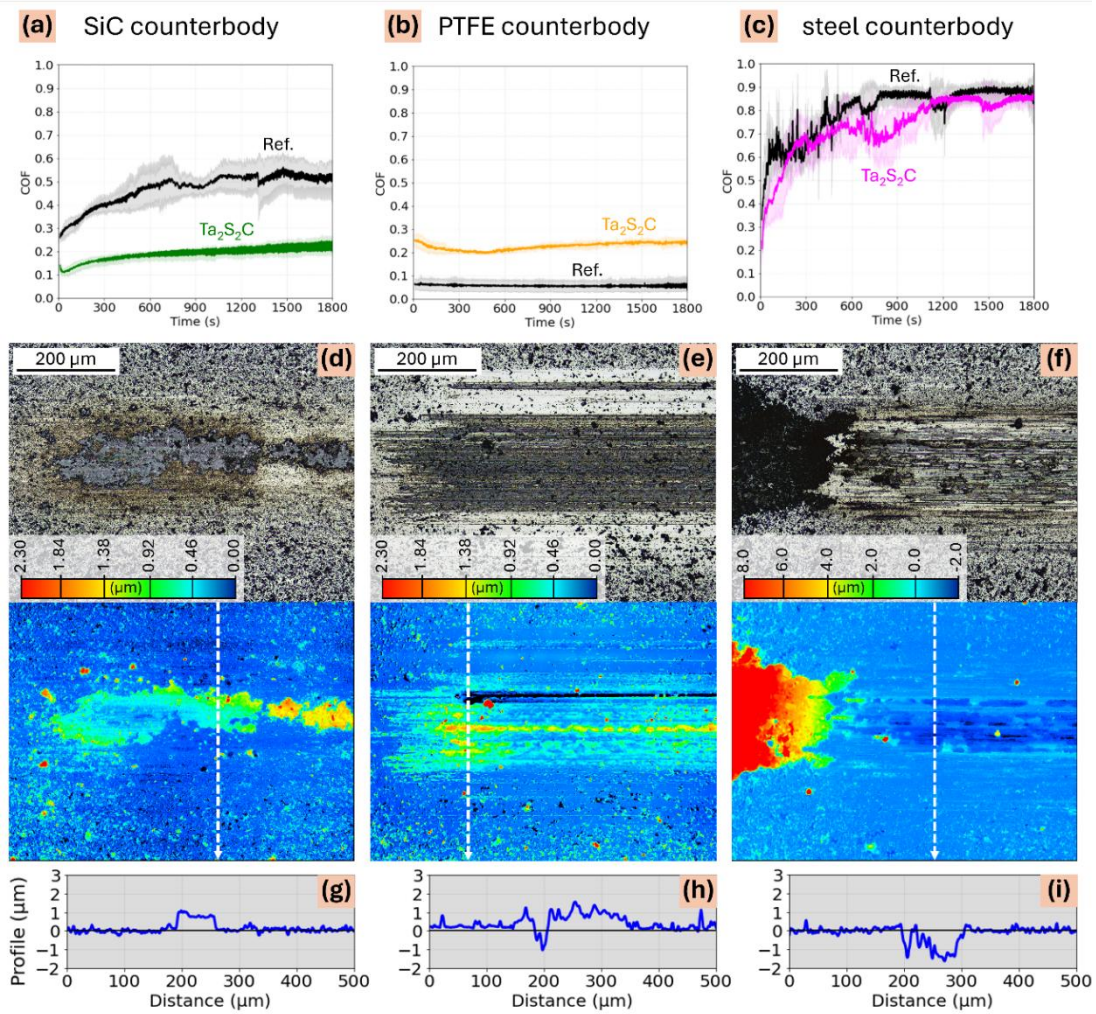 (a) SiC counterbody
(b) PTFE counterbody
(c) steel counterbody
1.0
0.9
0.8
0.7
0.6
0.5
0.4
0.3
0.2
0.1
0.0
COF
Ref.
Ta₂S₂C
0 300 600 900 1200 1500 1800
Time (s)
1.0
0.9
0.8
0.7
0.6
0.5
0.4
0.3
0.2
0.1
0.0
COF
Ta₂S₂C
Ref.
0 300 600 900 1200 1500 1800
Time (s)
1.0
0.9
0.8
0.7
0.6
0.5
0.4
0.3
0.2
0.1
0.0
COF
Ref.
Ta₂S₂C
0 300 600 900 1200 1500 1800
Time (s)
200 µm
(d)
200 µm
(e)
200 µm
(f)
2.30 1.84 1.38 0.92 0.46 0.00
(µm)
2.30 1.84 1.38 0.92 0.46 0.00
(µm)
8.0 6.0 4.0 2.0 0.0 -2.0
(µm)
(g)
Profile (µm)
3
2
1
0
−1
−2
0 100 200 300 400 500
Distance (µm)
(h)
3
2
1
0
−1
−2
0 100 200 300 400 500
Distance (µm)
(i)
3
2
1
0
−1
−2
0 100 200 300 400 500
Distance (µm)